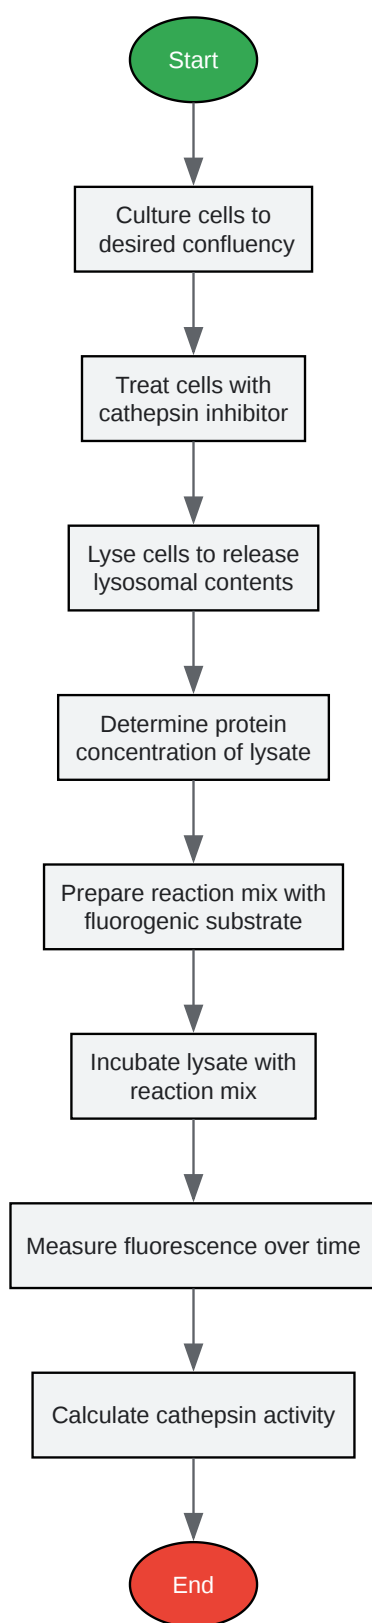 Start
Culture cells to
desired confluency
Treat cells with
cathepsin inhibitor
Lyse cells to release
lysosomal contents
Determine protein
concentration of lysate
Prepare reaction mix with
fluorogenic substrate
Incubate lysate with
reaction mix
Measure fluorescence over time
Calculate cathepsin activity
End